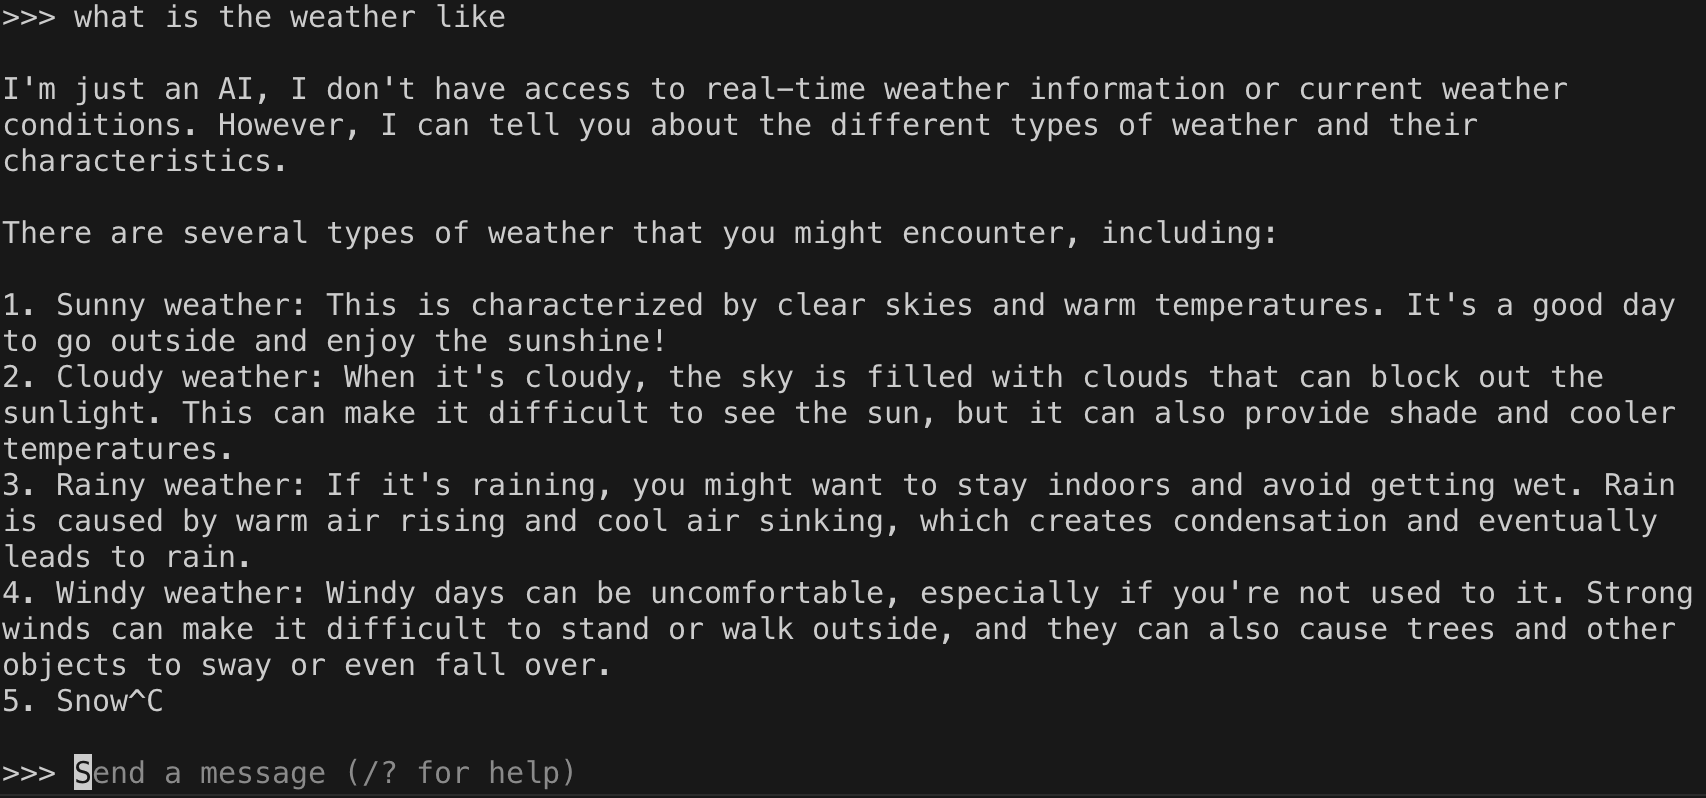 >>> what is the weather like
I'm just an AI, I don't have access to real-time weather information or current weather
conditions. However, I can tell you about the different types of weather and their
characteristics.
There are several types of weather that you might encounter, including:
1. Sunny weather: This is characterized by clear skies and warm temperatures. It's a good day
to go outside and enjoy the sunshine!
2. Cloudy weather: When it's cloudy, the sky is filled with clouds that can block out the
sunlight. This can make it difficult to see the sun, but it can also provide shade and cooler
temperatures.
3. Rainy weather: If it's raining, you might want to stay indoors and avoid getting wet. Rain
is caused by warm air rising and cool air sinking, which creates condensation and eventually
leads to rain.
4. Windy weather: Windy days can be uncomfortable, especially if you're not used to it. Strong
winds can make it difficult to stand or walk outside, and they can also cause trees and other
objects to sway or even fall over.
5. Snow^C
>>> Send a message (/? for help)